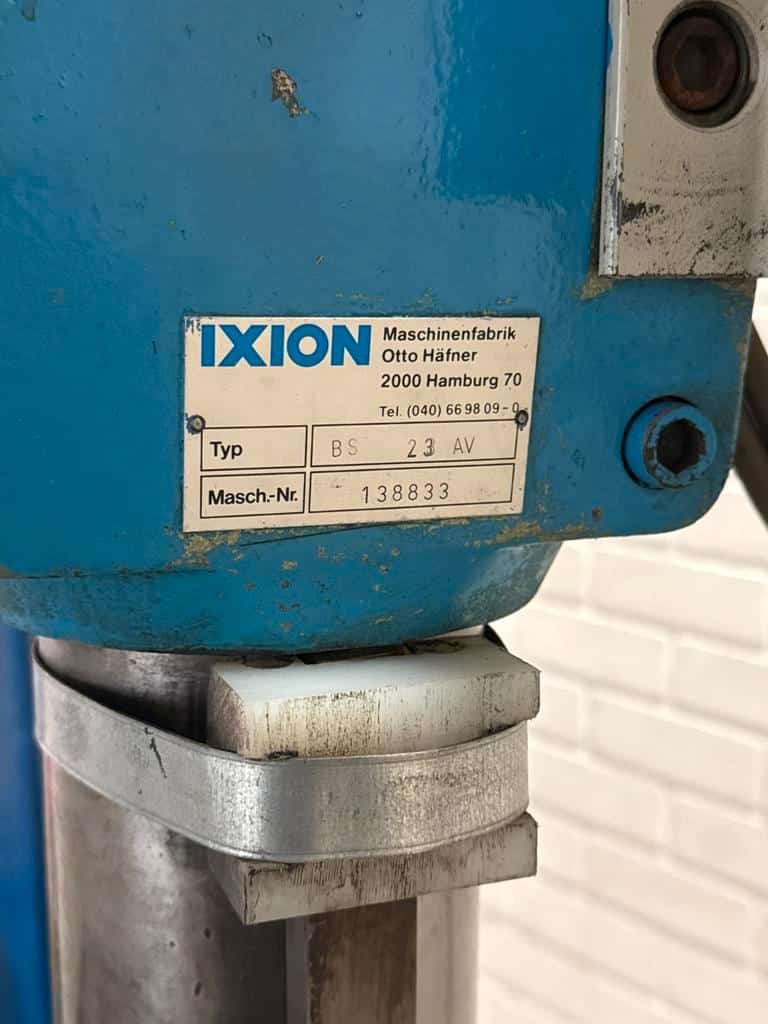 IXION
Maschinenfabrik
Otto Häfner
2000 Hamburg 70
Tel. (040) 66 98 09-0
Typ BS 23 AV
Masch.-Nr. 138833